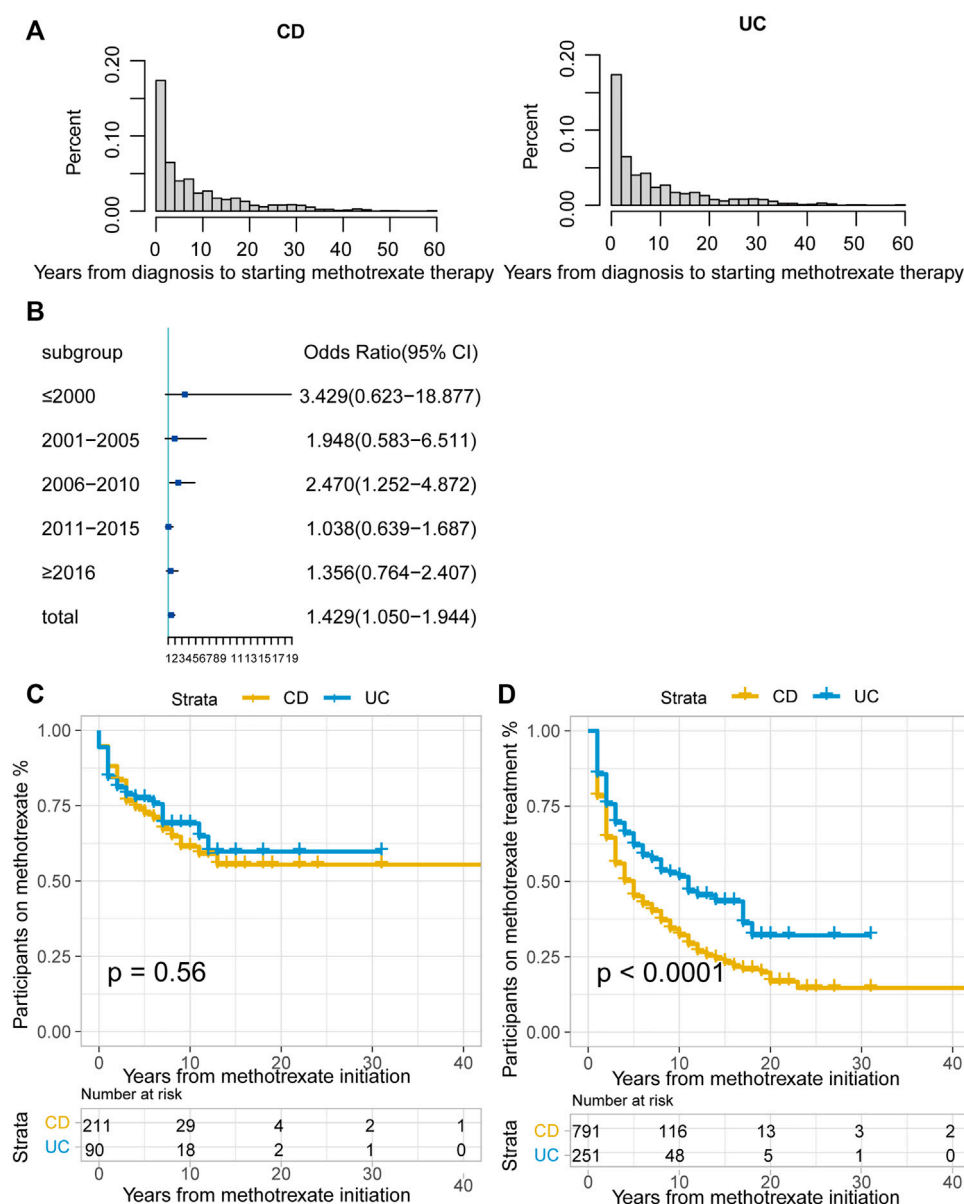 A
CD
UC
Percent
0.00 0.10 0.20
0 10 20 30 40 50 60
Years from diagnosis to starting methotrexate therapy
Percent
0.00 0.10 0.20
0 10 20 30 40 50 60
Years from diagnosis to starting methotrexate therapy
B
subgroup Odds Ratio(95% CI)
≤2000 3.429(0.623−18.877)
2001−2005 1.948(0.583−6.511)
2006−2010 2.470(1.252−4.872)
2011−2015 1.038(0.639−1.687)
≥2016 1.356(0.764−2.407)
total 1.429(1.050−1.944)
123456789 1113151719
C
Strata CD UC
Participants on methotrexate %
1.00
0.75
0.50
0.25
0.00
p = 0.56
0 10 20 30 40
Years from methotrexate initiation
Number at risk
Strata
CD 211 29 4 2 1
UC 90 18 2 1 0
0 10 20 30 40
Years from methotrexate initiation
D
Strata CD UC
Participants on methotrexate treatment %
1.00
0.75
0.50
0.25
0.00
p < 0.0001
0 10 20 30 40
Years from methotrexate initiation
Number at risk
Strata
CD 791 116 13 3 2
UC 251 48 5 1 0
0 10 20 30 40
Years from methotrexate initiation